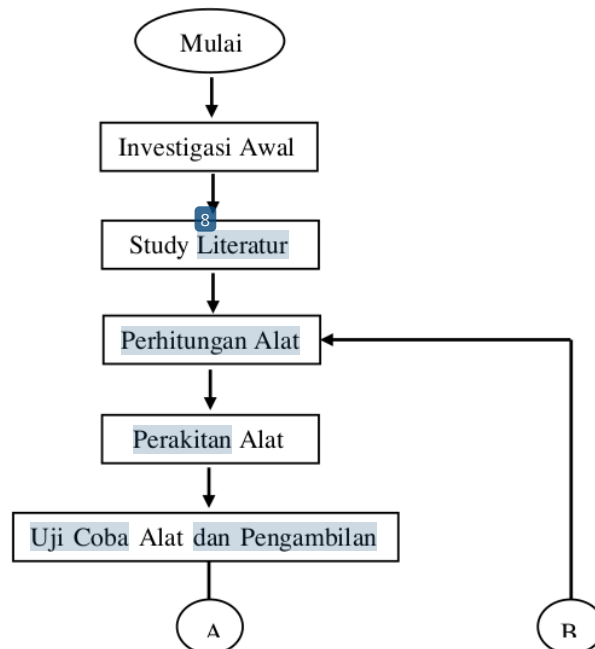 Mulai
Investigasi Awal
8
Study Literatur
Perhitungan Alat
Perakitan Alat
Uji Coba Alat dan Pengambilan
A
B